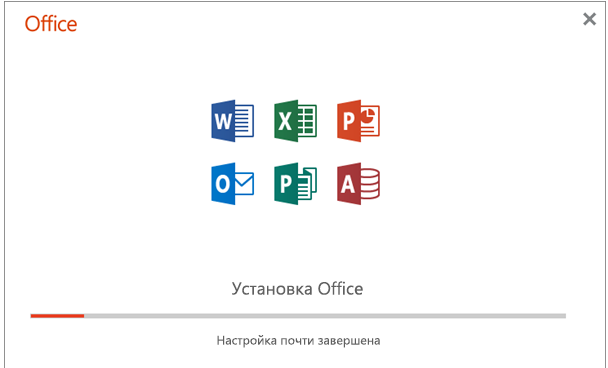 Office
W X P
O P A
Установка Office
Настройка почти завершена